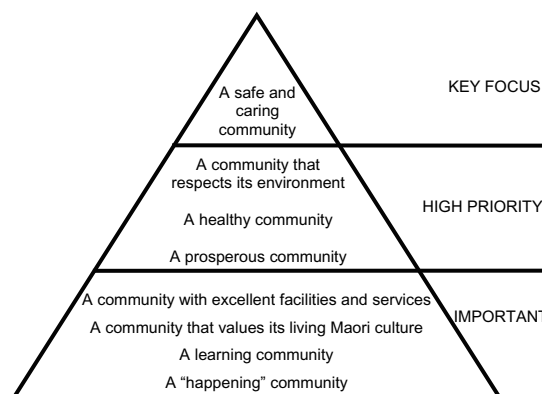 A safe and
caring
community
KEY FOCUS
A community that
respects its environment
A healthy community
HIGH PRIORITY
A prosperous community
A community with excellent facilities and services
A community that values its living Maori culture
IMPORTANT
A learning community
A “happening” community